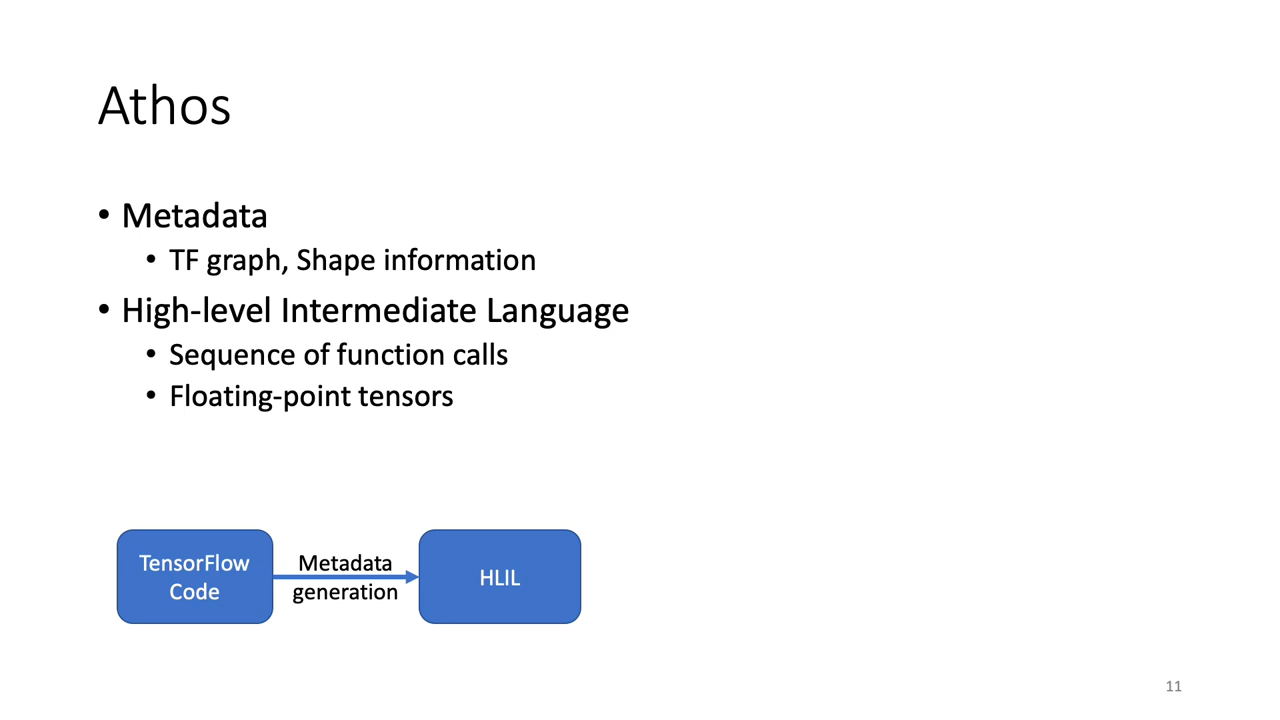 Athos
• Metadata
• TF graph, Shape information
• High-level Intermediate Language
• Sequence of function calls
• Floating-point tensors
TensorFlow
Code
Metadata
generation
HLIL
11